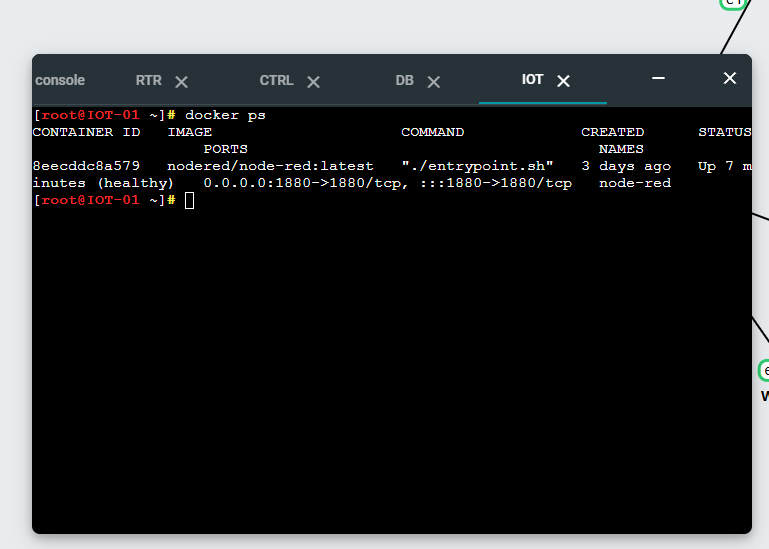 console RTR CTRL DB IOT
[root@IOT-01 ~]# docker ps
CONTAINER ID   IMAGE                     COMMAND             CREATED      STATUS
                   PORTS                                       NAMES
8eecddc8a579   nodered/node-red:latest   "./entrypoint.sh"   3 days ago   Up 7 m
inutes (healthy)   0.0.0.0:1880->1880/tcp, :::1880->1880/tcp   node-red
[root@IOT-01 ~]#